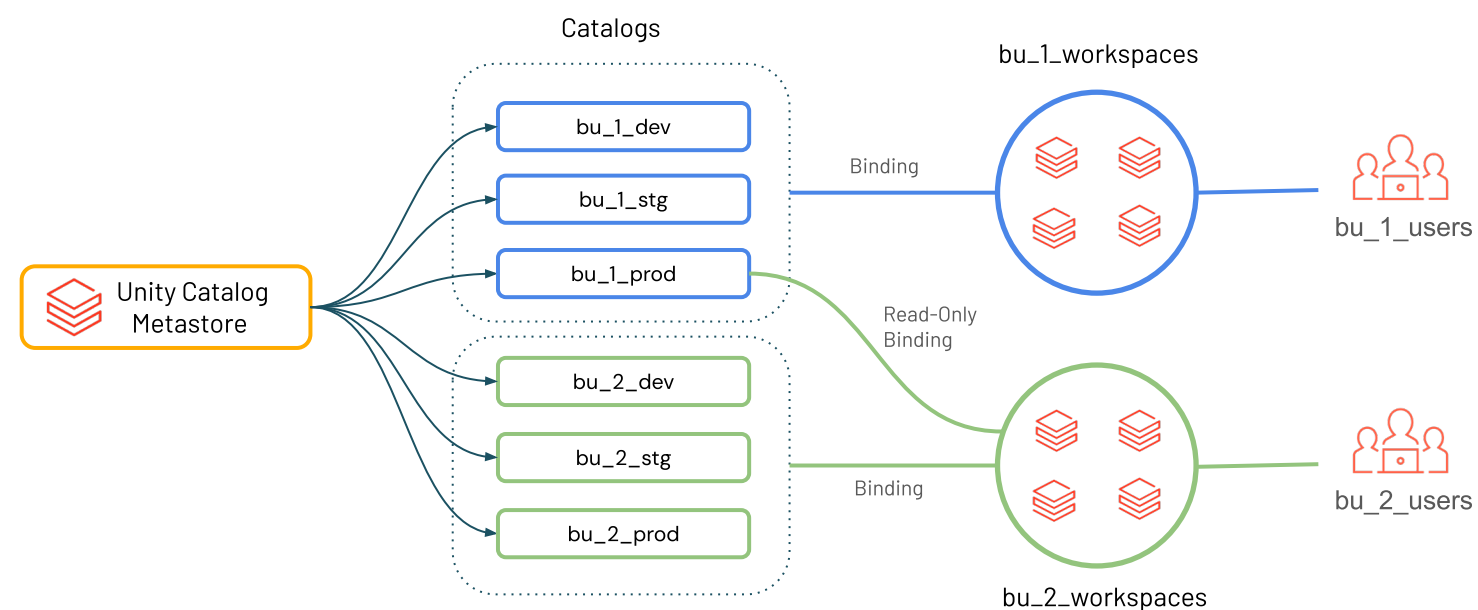 Catalogs
bu_1_workspaces
bu_1_dev
Binding
bu_1_stg
bu_1_users
bu_1_prod
Unity Catalog
Metastore
Read-Only
Binding
bu_2_dev
bu_2_stg
Binding
bu_2_users
bu_2_prod
bu_2_workspaces